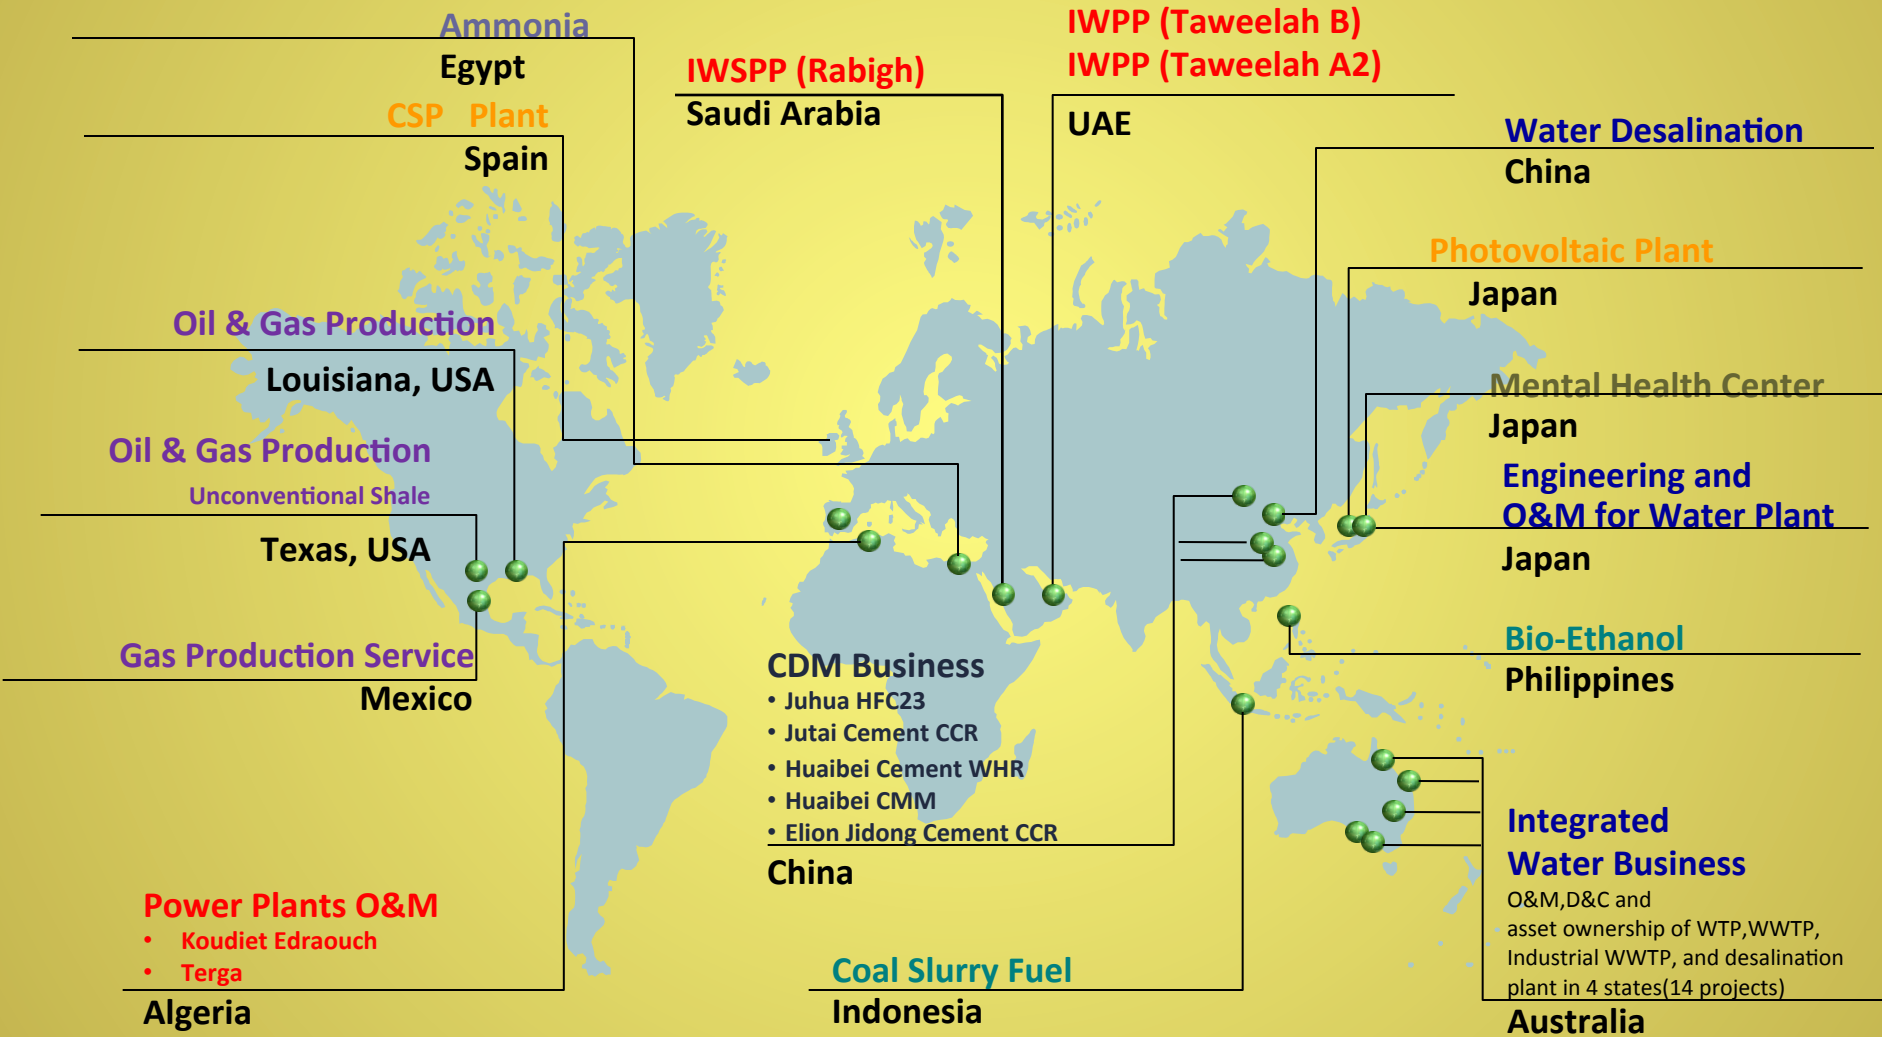 Ammonia
Egypt
CSP Plant
Spain
IWSPP (Rabigh)
Saudi Arabia
IWPP (Taweelah B)
IWPP (Taweelah A2)
UAE
Water Desalination
China
Photovoltaic Plant
Japan
Oil & Gas Production
Louisiana, USA
Mental Health Center
Japan
Oil & Gas Production
Unconventional Shale
Texas, USA
Engineering and
O&M for Water Plant
Japan
Gas Production Service
Mexico
Bio-Ethanol
Philippines
CDM Business
• Juhua HFC23
• Jutai Cement CCR
• Huaibei Cement WHR
• Huaibei CMM
• Elion Jidong Cement CCR
China
Integrated
Water Business
O&M,D&C and
asset ownership of WTP,WWTP,
Industrial WWTP, and desalination
plant in 4 states(14 projects)
Australia
Power Plants O&M
• Koudiet Edraouch
• Terga
Algeria
Coal Slurry Fuel
Indonesia